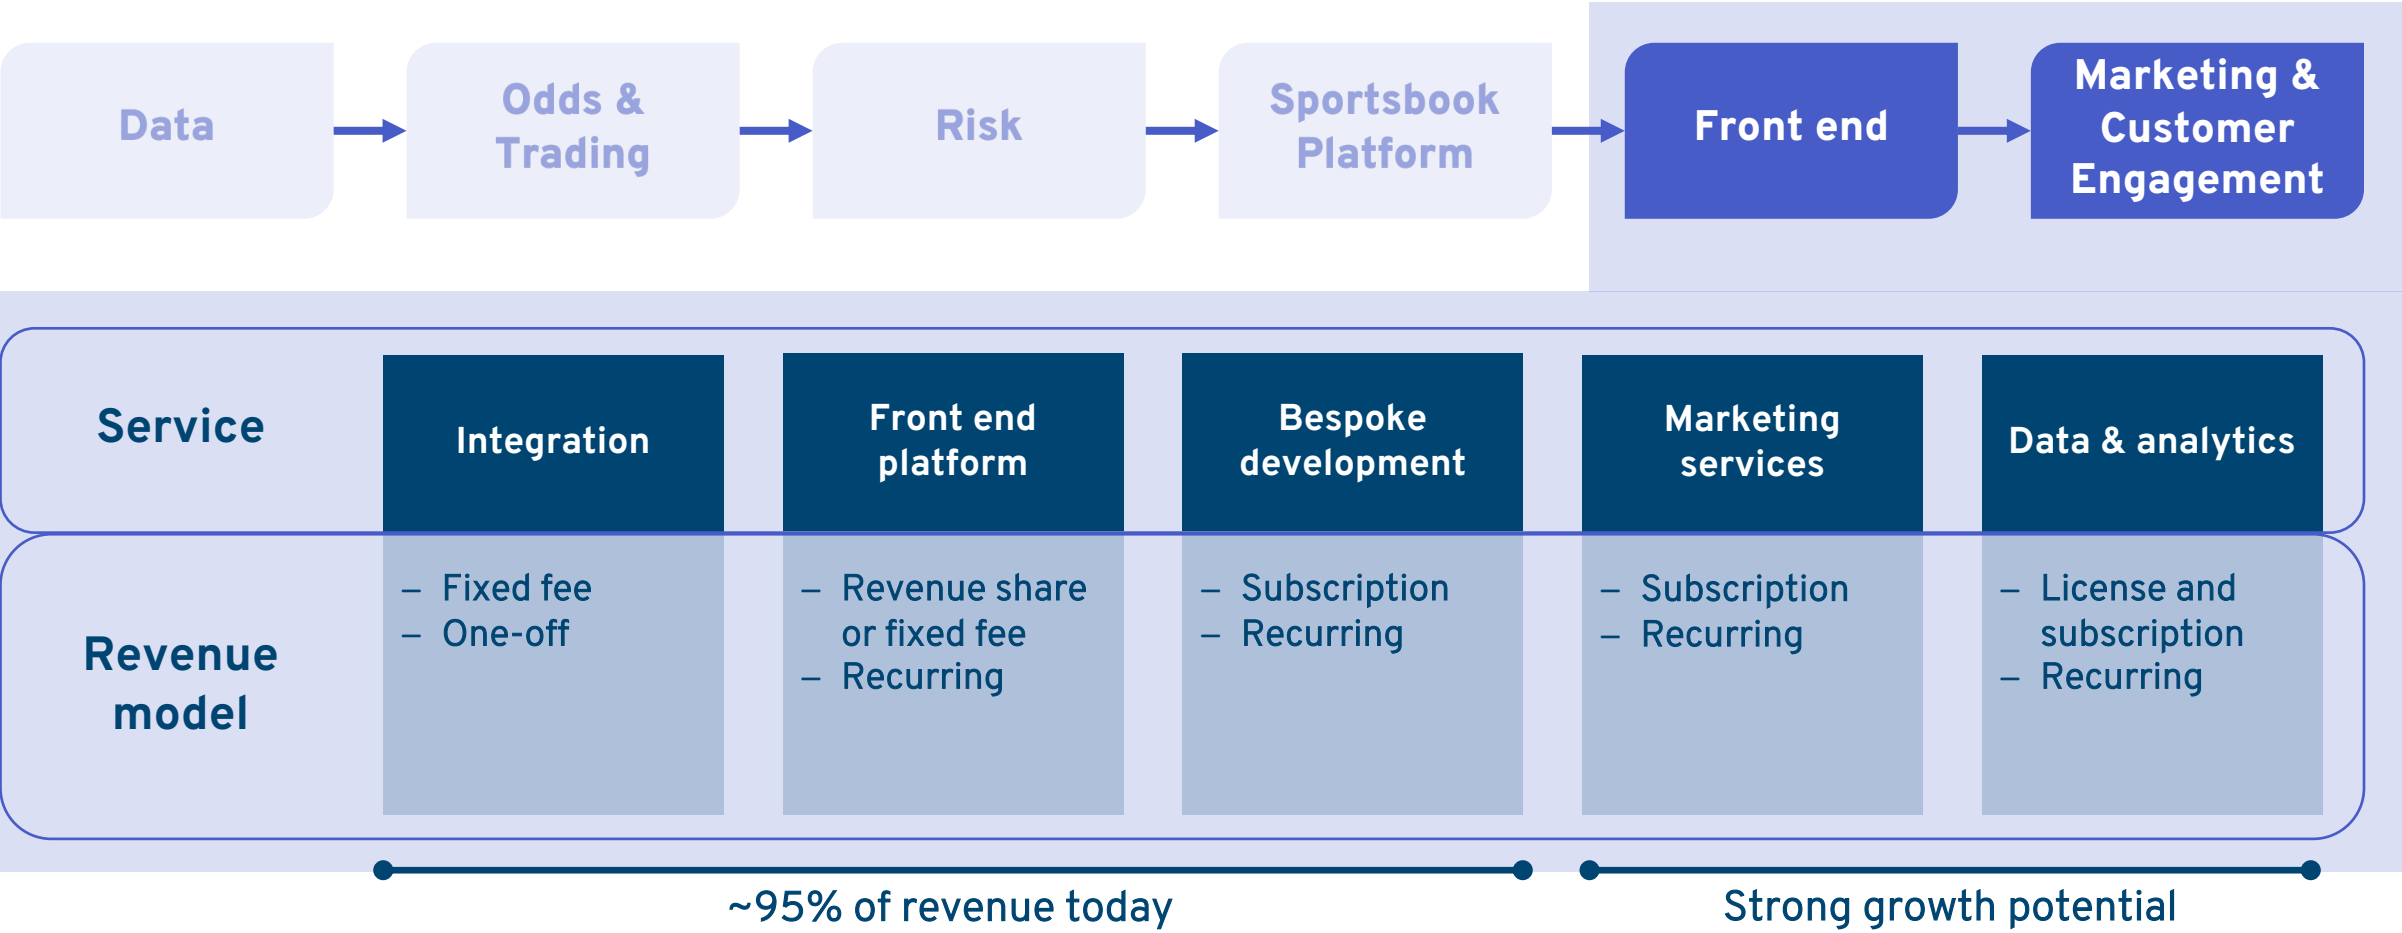 Data
Odds &
Trading
Risk
Sportsbook
Platform
Front end
Marketing &
Customer
Engagement
Service
Integration
Front end
platform
Bespoke
development
Marketing
services
Data & analytics
Revenue
model
– Fixed fee
– One-off
– Revenue share
or fixed fee
– Recurring
– Subscription
– Recurring
– Subscription
– Recurring
– License and
subscription
– Recurring
~95% of revenue today
Strong growth potential